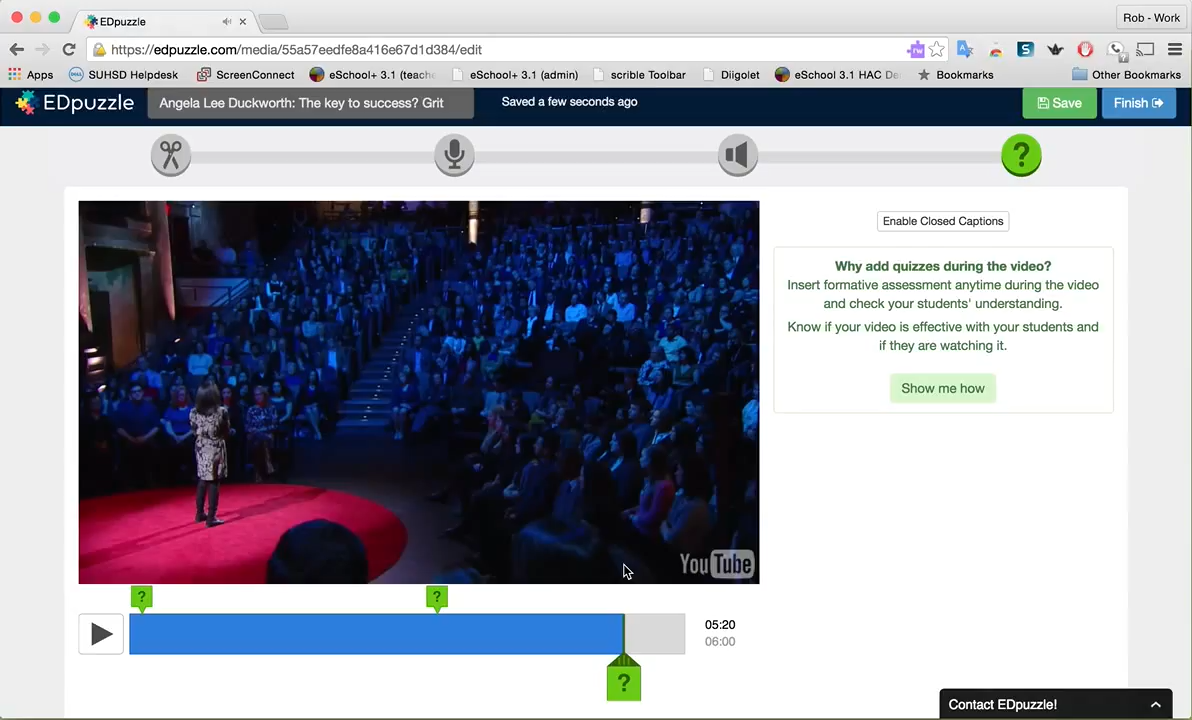 EDpuzzle
Rob - Work
https://edpuzzle.com/media/55a57eedfe8a416e67d1d384/edit
Apps SUHSD Helpdesk ScreenConnect eSchool+ 3.1 (teache eSchool+ 3.1 (admin) scrible Toolbar Diigolet eSchool 3.1 HAC De Bookmarks Other Bookmarks
EDpuzzle Angela Lee Duckworth: The key to success? Grit Saved a few seconds ago Save Finish
?
Enable Closed Captions
Why add quizzes during the video?
Insert formative assessment anytime during the video
and check your students' understanding.
Know if your video is effective with your students and
if they are watching it.
Show me how
YouTube
? ?
05:20
06:00
?
Contact EDpuzzle!